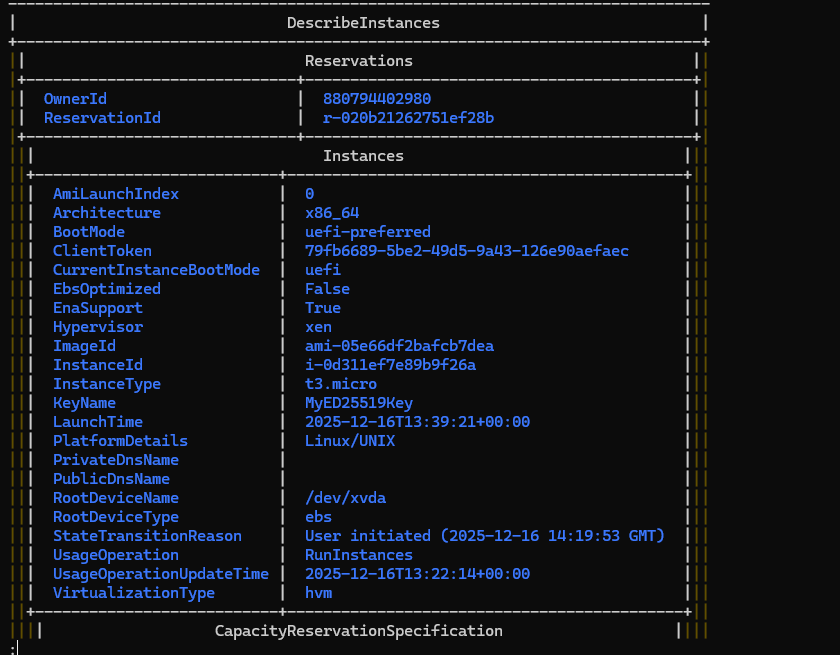 DescribeInstances
Reservations
OwnerId | 880794402980
ReservationId | r-020b21262751ef28b
Instances
AmiLaunchIndex | 0
Architecture | x86_64
BootMode | uefi-preferred
ClientToken | 79fb6689-5be2-49d5-9a43-126e90aefaec
CurrentInstanceBootMode | uefi
EbsOptimized | False
EnaSupport | True
Hypervisor | xen
ImageId | ami-05e66df2bafcb7dea
InstanceId | i-0d311ef7e89b9f26a
InstanceType | t3.micro
KeyName | MyED25519Key
LaunchTime | 2025-12-16T13:39:21+00:00
PlatformDetails | Linux/UNIX
PrivateDnsName |
PublicDnsName |
RootDeviceName | /dev/xvda
RootDeviceType | ebs
StateTransitionReason | User initiated (2025-12-16 14:19:53 GMT)
UsageOperation | RunInstances
UsageOperationUpdateTime | 2025-12-16T13:22:14+00:00
VirtualizationType | hvm
CapacityReservationSpecification
: